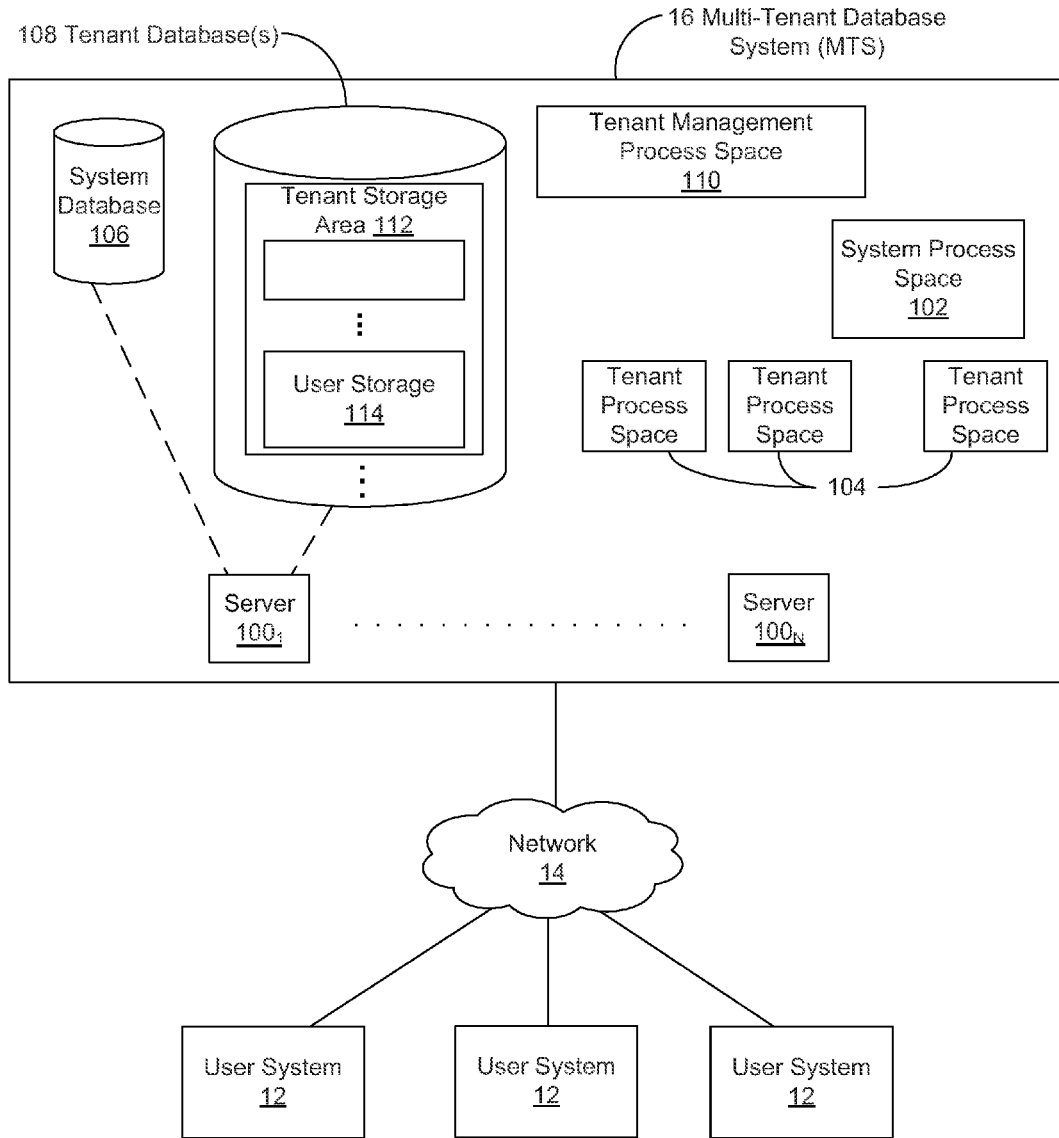 108 Tenant Database(s)
16 Multi-Tenant Database
System (MTS)
System
Database
106
Tenant Storage
Area 112
User Storage
114
Tenant Management
Process Space
110
System Process
Space
102
Tenant
Process
Space
Tenant
Process
Space
Tenant
Process
Space
104
Server
100₁
Server
100N
Network
14
User System
12
User System
12
User System
12